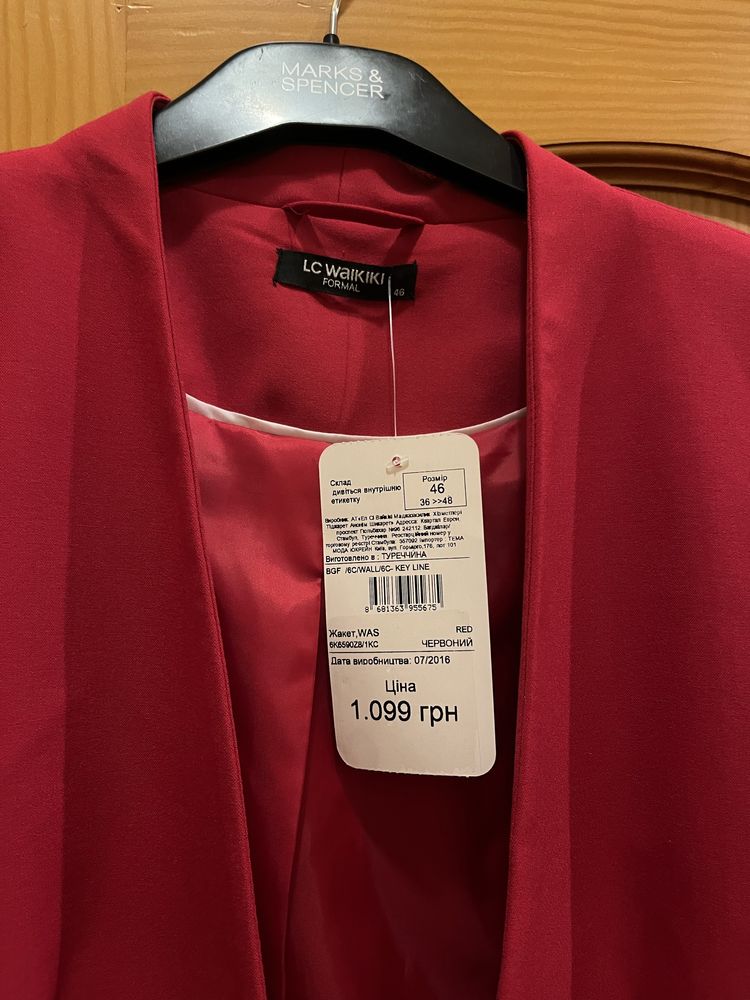 MARKS &
SPENCER
LC WAIKIKI
FORMAL
46
Склад
дивіться внутрішню
етикетку
Розмір
46
36 >>48
Виготовлено в : ТУРЕЧЧИНА
BGF /6C/WALL/6C- KEY LINE
8 681363 955675
Жакет,WAS RED
6K6590Z8/1KC ЧЕРВОНИЙ
Дата виробництва: 07/2016
Ціна
1.099 грн